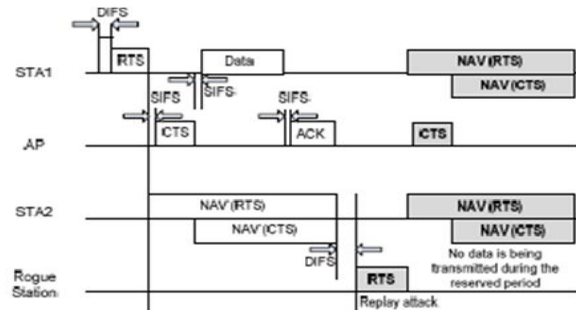 DIFS
STA1
RTS
Data
NAV (RTS)
NAV (CTS)
SIFS
SIFS
SIFS
AP
CTS
ACK
CTS
STA2
NAV (RTS)
NAV (RTS)
NAV (CTS)
NAV (CTS)
DIFS
No data is being
transmitted during the
reserved period
Rogue
Station
RTS
Replay attack